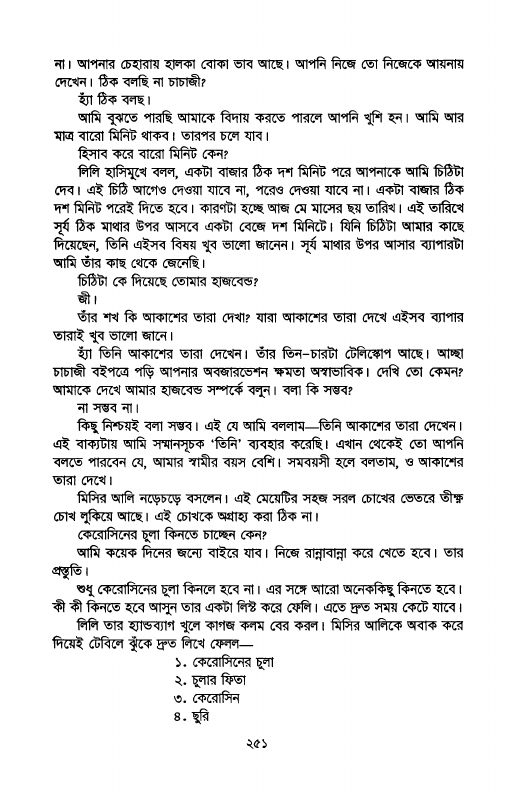 না। আপনার চেহারায় হালকা বোকা ভাব আছে। আপনি নিজে তো নিজেকে আয়নায়
দেখেন। ঠিক বলছি না চাচাজী?
হ্যাঁ ঠিক বলছ।
আমি বুঝতে পারছি আমাকে বিদায় করতে পারলে আপনি খুশি হন। আমি আর
মাত্র বারো মিনিট থাকব। তারপর চলে যাব।
হিসাব করে বারো মিনিট কেন?
লিলি হাসিমুখে বলল, একটা বাজার ঠিক দশ মিনিট পরে আপনাকে আমি চিঠিটা
দেব। এই চিঠি আগেও দেওয়া যাবে না, পরেও দেওয়া যাবে না। একটা বাজার ঠিক
দশ মিনিট পরেই দিতে হবে। কারণটা হচ্ছে আজ মে মাসের ছয় তারিখ। এই তারিখে
সূর্য ঠিক মাথার উপর আসবে একটা বেজে দশ মিনিটে। যিনি চিঠিটা আমার কাছে
দিয়েছেন, তিনি এইসব বিষয় খুব ভালো জানেন। সূর্য মাথার উপর আসার ব্যাপারটা
আমি তাঁর কাছ থেকে জেনেছি।
চিঠিটা কে দিয়েছে তোমার হাজবেন্ড?
জী।
তাঁর শখ কি আকাশের তারা দেখা? যারা আকাশের তারা দেখে এইসব ব্যাপার
তারাই খুব ভালো জানে।
হ্যাঁ তিনি আকাশের তারা দেখেন। তাঁর তিন-চারটা টেলিস্কোপ আছে। আচ্ছা
চাচাজী বইপত্রে পড়ি আপনার অবজারভেশন ক্ষমতা অস্বাভাবিক। দেখি তো কেমন?
আমাকে দেখে আমার হাজবেন্ড সম্পর্কে বলুন। বলা কি সম্ভব?
না সম্ভব না।
কিছু নিশ্চয়ই বলা সম্ভব। এই যে আমি বললাম—তিনি আকাশের তারা দেখেন।
এই বাক্যটায় আমি সম্মানসূচক ‘তিনি’ ব্যবহার করেছি। এখান থেকেই তো আপনি
বলতে পারবেন যে, আমার স্বামীর বয়স বেশি। সমবয়সী হলে বলতাম, ও আকাশের
তারা দেখে।
মিসির আলি নড়েচড়ে বসলেন। এই মেয়েটির সহজ সরল চোখের ভেতরে তীক্ষ্ণ
চোখ লুকিয়ে আছে। এই চোখকে অগ্রাহ্য করা ঠিক না।
কেরোসিনের চুলা কিনতে চাচ্ছেন কেন?
আমি কয়েক দিনের জন্যে বাইরে যাব। নিজে রান্নাবান্না করে খেতে হবে। তার
প্রস্তুতি।
শুধু কেরোসিনের চুলা কিনলে হবে না। এর সঙ্গে আরো অনেককিছু কিনতে হবে।
কী কী কিনতে হবে আসুন তার একটা লিস্ট করে ফেলি। এতে দ্রুত সময় কেটে যাবে।
লিলি তার হ্যান্ডব্যাগ খুলে কাগজ কলম বের করল। মিসির আলিকে অবাক করে
দিয়েই টেবিলে ঝুঁকে দ্রুত লিখে ফেলল—
১. কেরোসিনের চুলা
২. চুলার ফিতা
৩. কেরোসিন
৪. ছুরি
২৫১